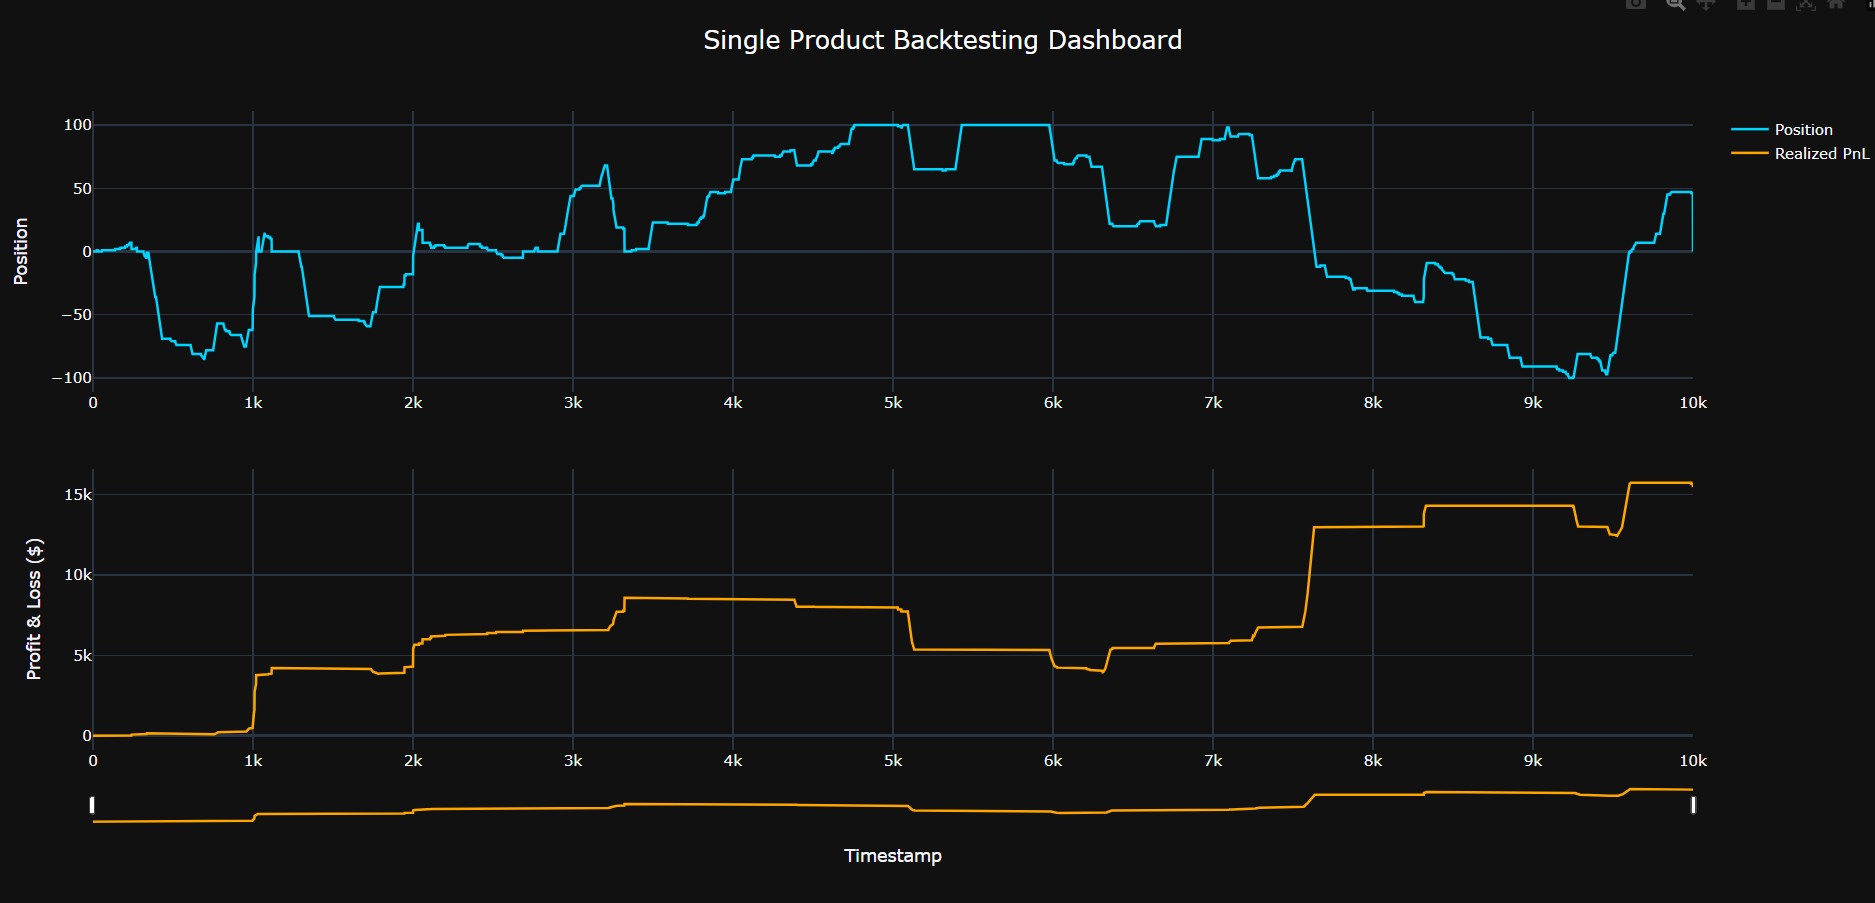 Single Product Backtesting Dashboard
Position
Realized PnL
100
50
0
−50
−100
Position
0 1k 2k 3k 4k 5k 6k 7k 8k 9k 10k
15k
10k
5k
0
Profit & Loss ($)
0 1k 2k 3k 4k 5k 6k 7k 8k 9k 10k
Timestamp